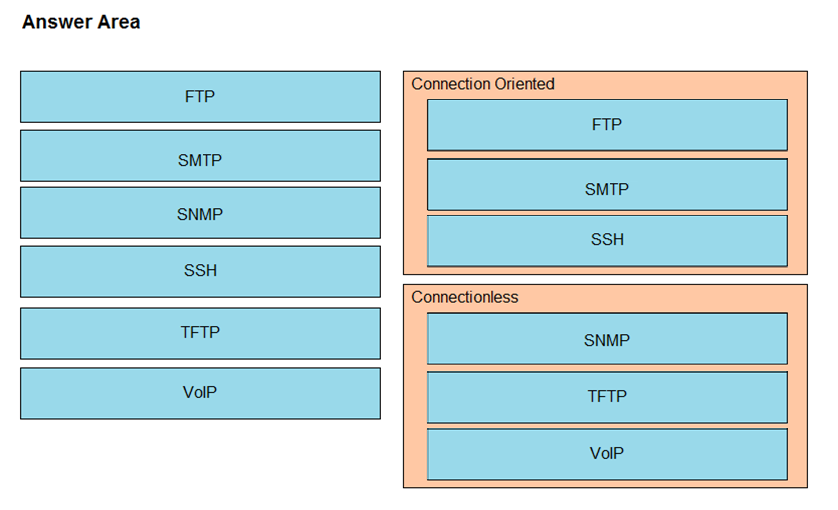 Answer Area
FTP
SMTP
SNMP
SSH
TFTP
VoIP
Connection Oriented
FTP
SMTP
SSH
Connectionless
SNMP
TFTP
VoIP